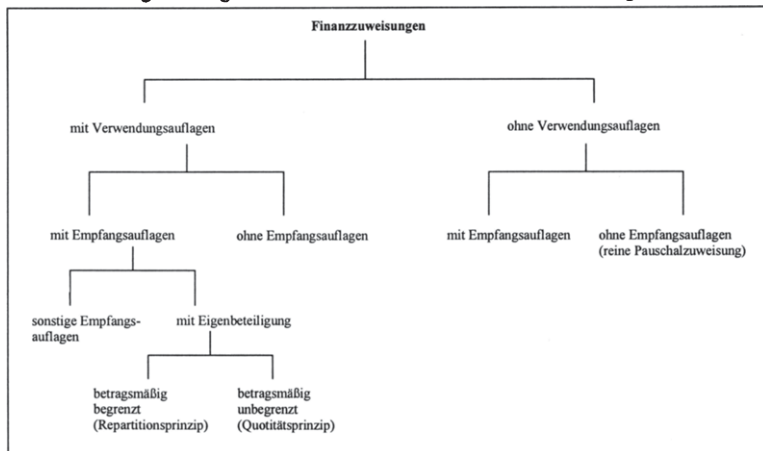 Finanzzuweisungen
mit Verwendungsauflagen
ohne Verwendungsauflagen
mit Empfangsauflagen
ohne Empfangsauflagen
mit Empfangsauflagen
ohne Empfangsauflagen
(reine Pauschalzuweisung)
sonstige Empfangs-
auflagen
mit Eigenbeteiligung
betragsmäßig
begrenzt
(Repartitionsprinzip)
betragsmäßig
unbegrenzt
(Quotitätsprinzip)